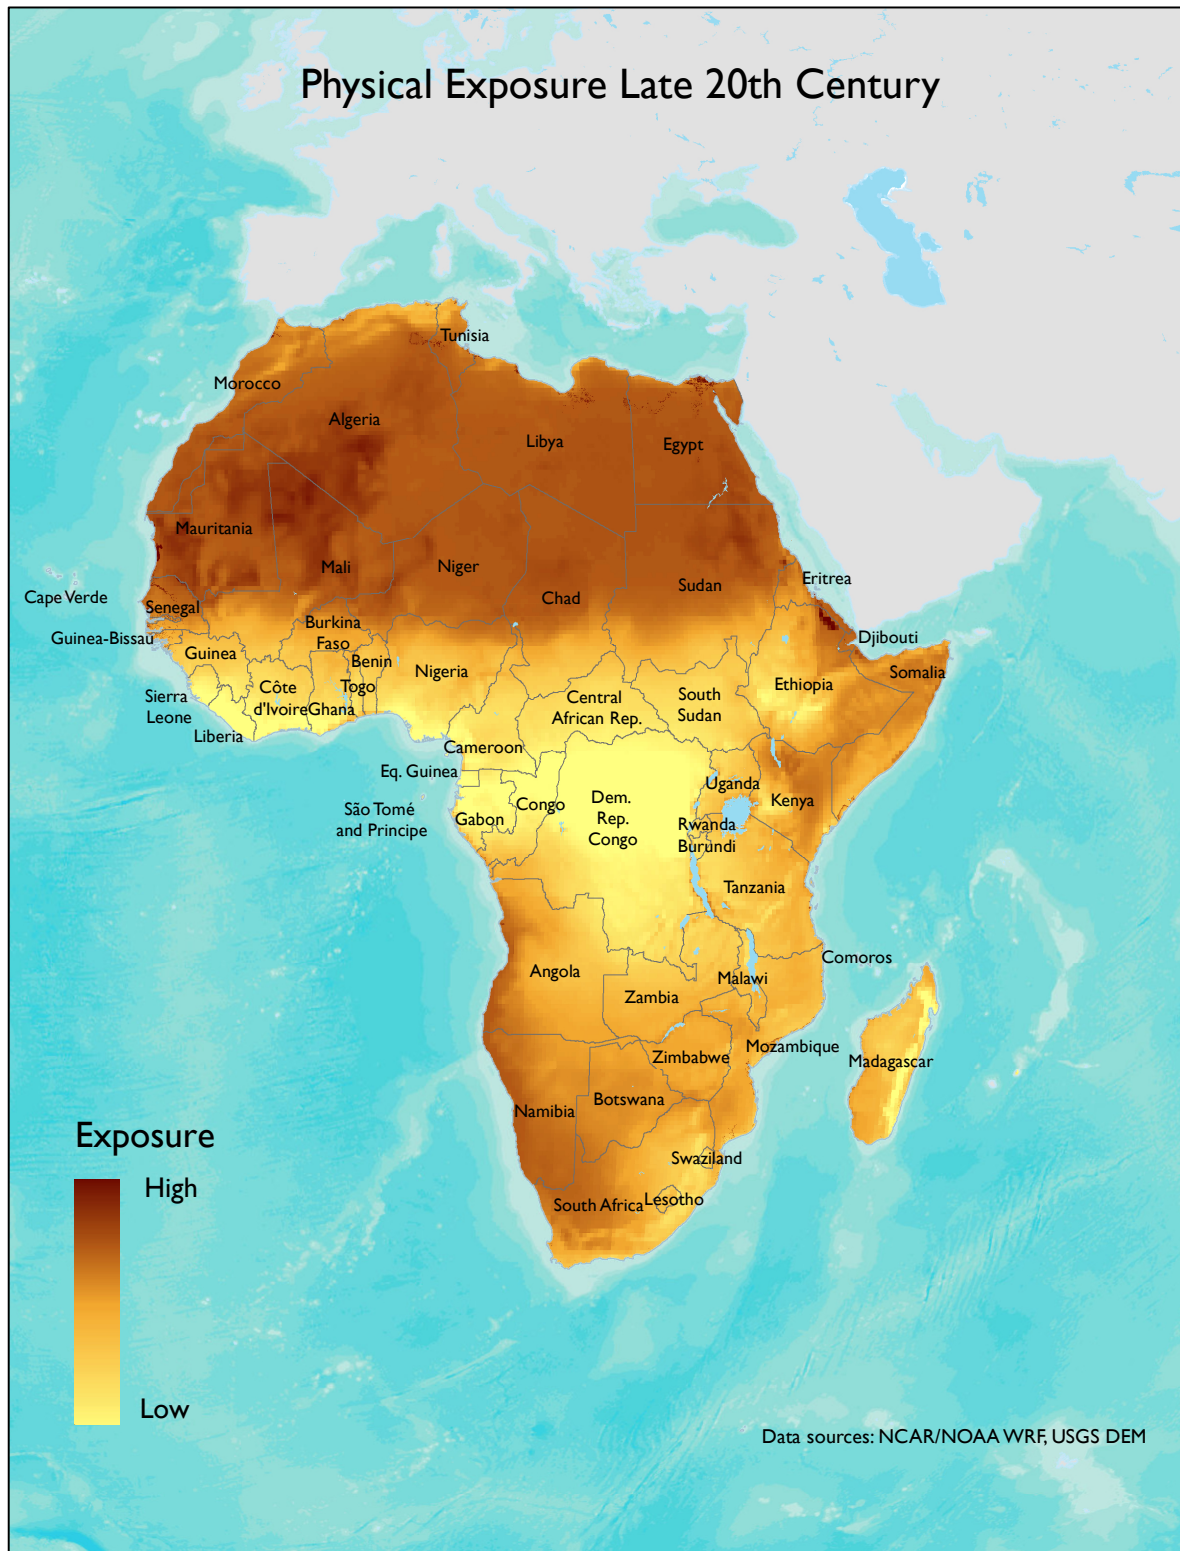 Physical Exposure Late 20th Century
Tunisia
Morocco
Algeria
Libya
Egypt
Mauritania
Mali
Niger
Chad
Sudan
Eritrea
Cape Verde
Senegal
Burkina
Faso
Djibouti
Guinea-Bissau
Guinea
Benin
Nigeria
Somalia
Ethiopia
Togo
Côte
d'Ivoire
Ghana
Central
African Rep.
South
Sudan
Sierra
Leone
Liberia
Cameroon
Eq. Guinea
Uganda
Kenya
Congo
Dem.
Rep.
Congo
São Tomé
and Principe
Gabon
Rwanda
Burundi
Tanzania
Comoros
Angola
Malawi
Zambia
Mozambique
Zimbabwe
Madagascar
Botswana
Namibia
Swaziland
South Africa
Lesotho
Exposure
High
Low
Data sources: NCAR/NOAA WRF, USGS DEM